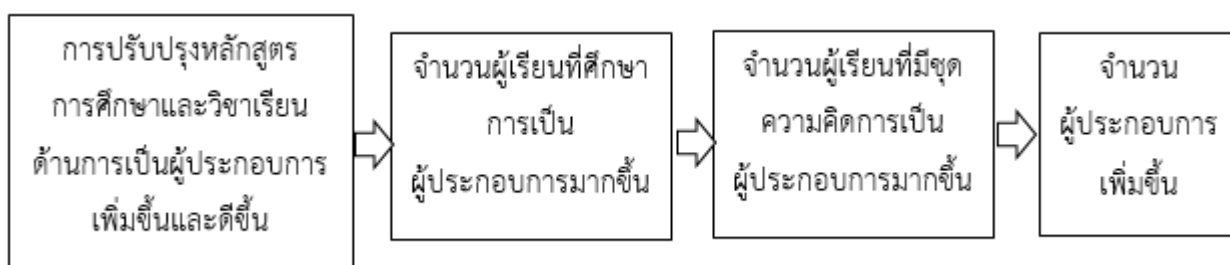 การปรับปรุงหลักสูตร
การศึกษาและวิชาเรียน
ด้านการเป็นผู้ประกอบการ
เพิ่มขึ้นและดีขึ้น
จำนวนผู้เรียนที่ศึกษา
การเป็น
ผู้ประกอบการมากขึ้น
จำนวนผู้เรียนที่มีชุด
ความคิดการเป็น
ผู้ประกอบการมากขึ้น
จำนวน
ผู้ประกอบการ
เพิ่มขึ้น